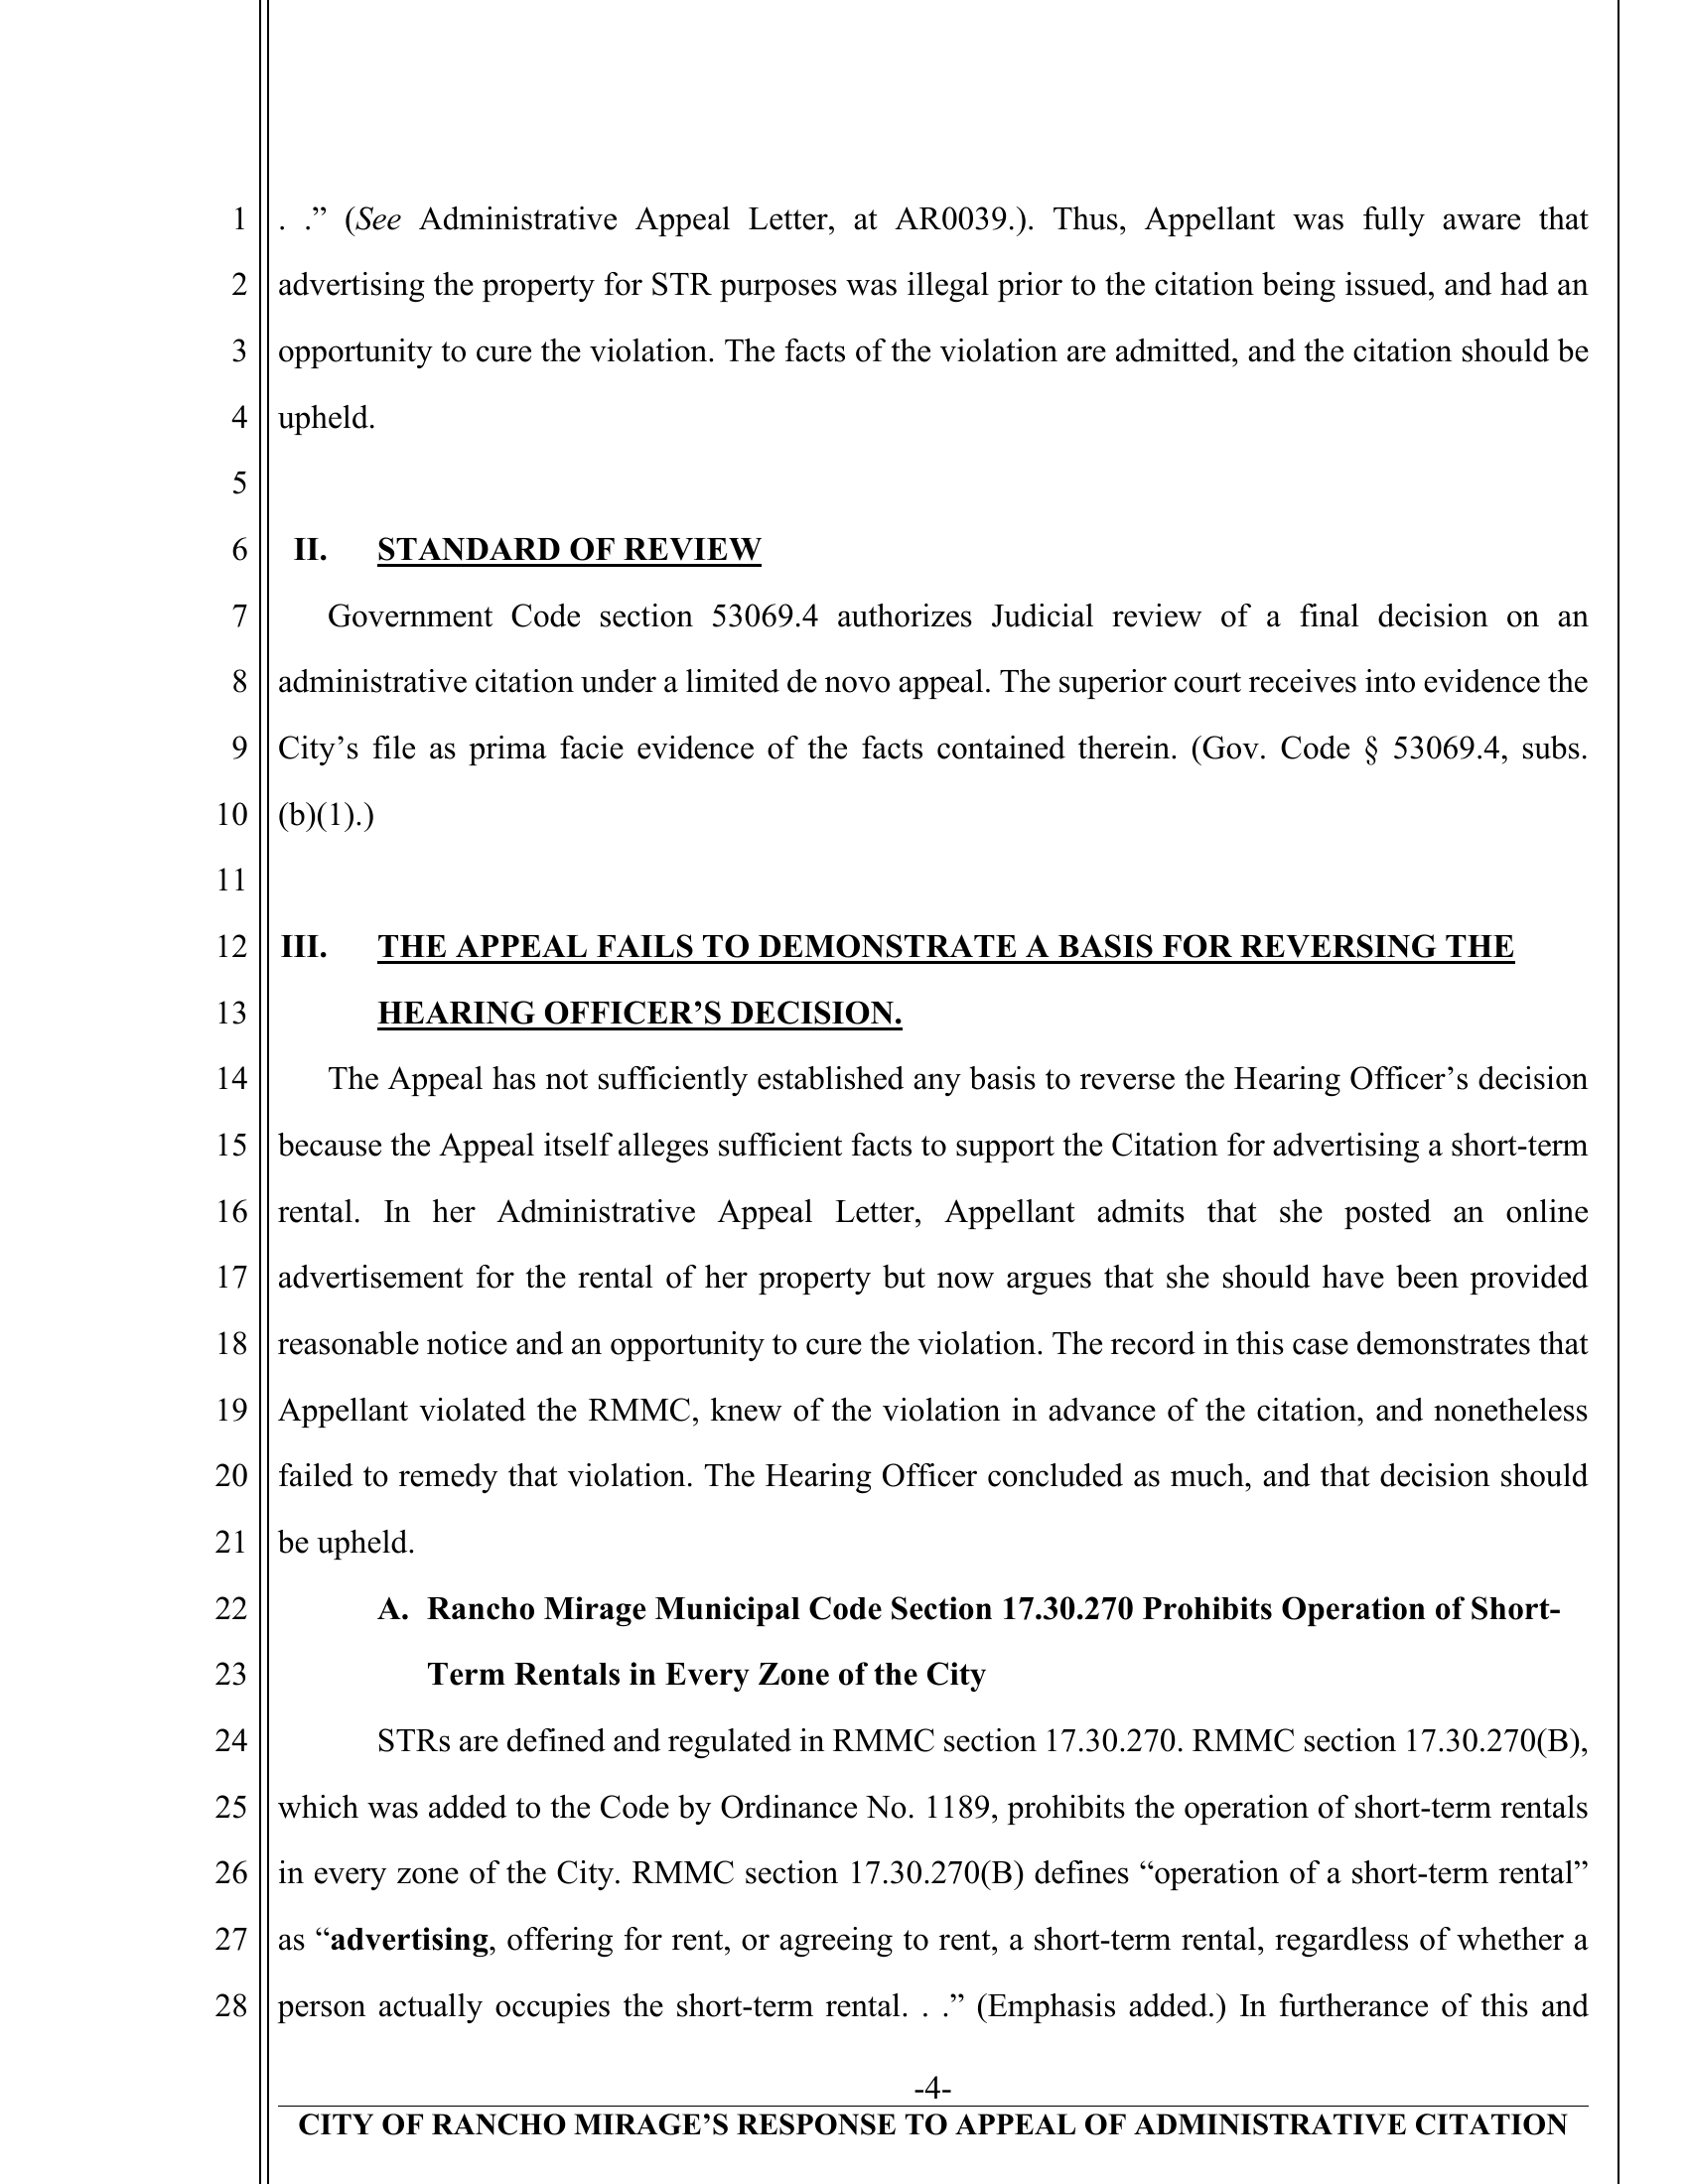 1 . .” (See Administrative Appeal Letter, at AR0039.). Thus, Appellant was fully aware that
2 advertising the property for STR purposes was illegal prior to the citation being issued, and had an
3 opportunity to cure the violation. The facts of the violation are admitted, and the citation should be
4 upheld.
5
6 II. STANDARD OF REVIEW
7 Government Code section 53069.4 authorizes Judicial review of a final decision on an
8 administrative citation under a limited de novo appeal. The superior court receives into evidence the
9 City’s file as prima facie evidence of the facts contained therein. (Gov. Code § 53069.4, subs.
10 (b)(1).)
11
12 III. THE APPEAL FAILS TO DEMONSTRATE A BASIS FOR REVERSING THE
13 HEARING OFFICER’S DECISION.
14 The Appeal has not sufficiently established any basis to reverse the Hearing Officer’s decision
15 because the Appeal itself alleges sufficient facts to support the Citation for advertising a short-term
16 rental. In her Administrative Appeal Letter, Appellant admits that she posted an online
17 advertisement for the rental of her property but now argues that she should have been provided
18 reasonable notice and an opportunity to cure the violation. The record in this case demonstrates that
19 Appellant violated the RMMC, knew of the violation in advance of the citation, and nonetheless
20 failed to remedy that violation. The Hearing Officer concluded as much, and that decision should
21 be upheld.
22 A. Rancho Mirage Municipal Code Section 17.30.270 Prohibits Operation of Short-
23 Term Rentals in Every Zone of the City
24 STRs are defined and regulated in RMMC section 17.30.270. RMMC section 17.30.270(B),
25 which was added to the Code by Ordinance No. 1189, prohibits the operation of short-term rentals
26 in every zone of the City. RMMC section 17.30.270(B) defines “operation of a short-term rental”
27 as “advertising, offering for rent, or agreeing to rent, a short-term rental, regardless of whether a
28 person actually occupies the short-term rental. . .” (Emphasis added.) In furtherance of this and
-4-
CITY OF RANCHO MIRAGE’S RESPONSE TO APPEAL OF ADMINISTRATIVE CITATION